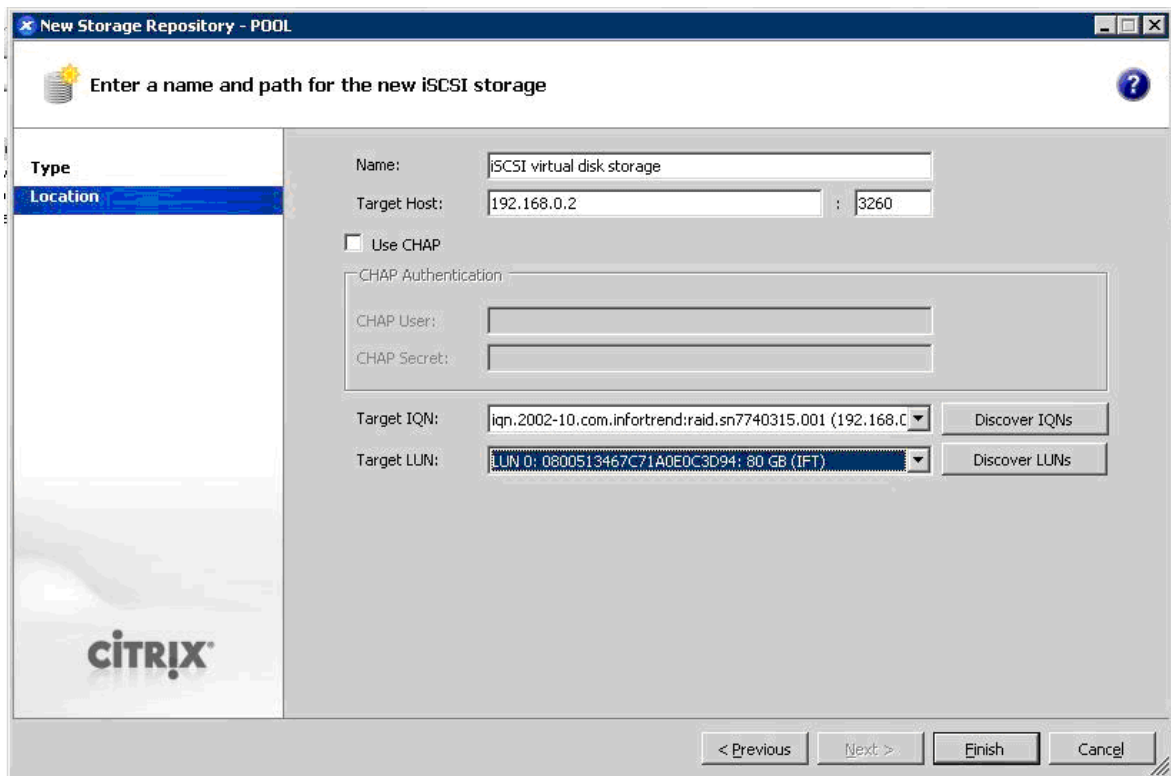 New Storage Repository - POOL
Enter a name and path for the new iSCSI storage
?
Type
Location
Name: iSCSI virtual disk storage
Target Host: 192.168.0.2 : 3260
Use CHAP
CHAP Authentication
CHAP User:
CHAP Secret:
Target IQN: iqn.2002-10.com.infortrend:raid.sn7740315.001 (192.168.0 Discover IQNs
Target LUN: LUN 0: 0800513467C71A0E0C3D94: 80 GB (IFT) Discover LUNs
CITRIX
< Previous Next > Finish Cancel